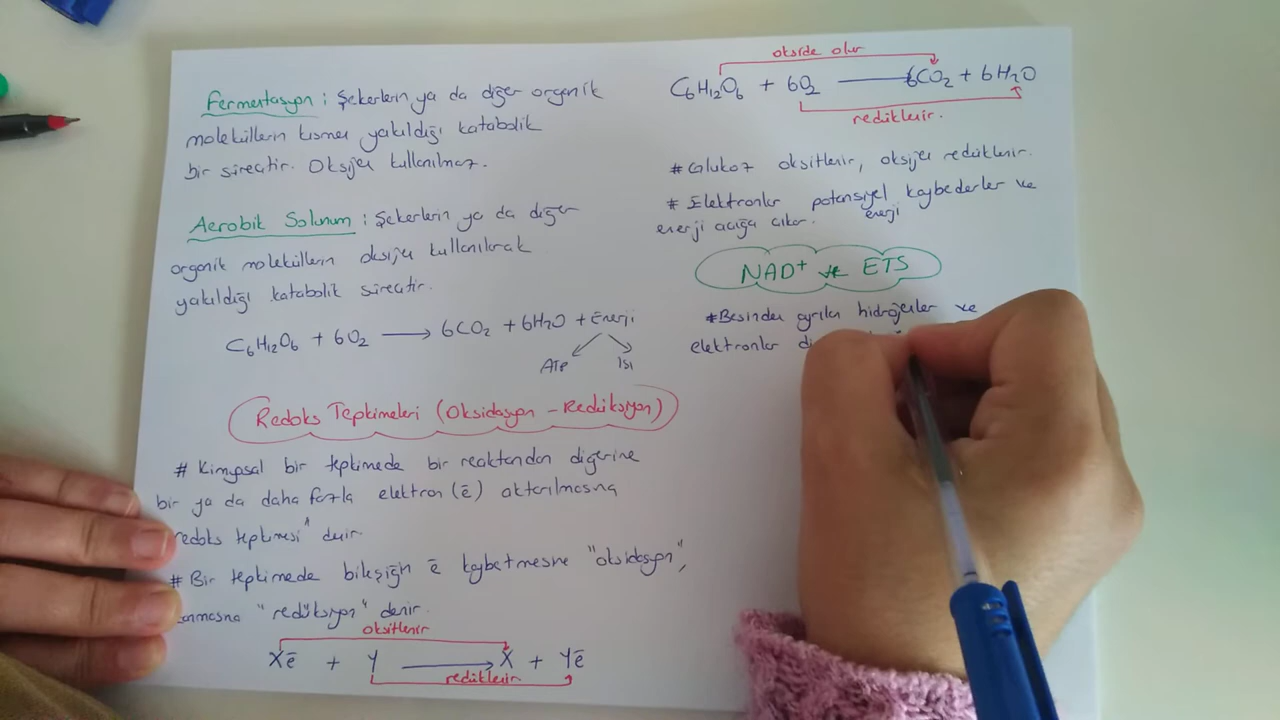 Fermentasyon : Şekerlerin ya da diğer organik
moleküllerin kısmen yakıldığı katabolik
bir süreçtir. Oksijen kullanılmaz.
Aerobik Solunum : Şekerlerin ya da diğer
organik moleküllerin oksijen kullanılarak
yakıldığı katabolik süreçtir.
C6H12O6 + 6O2 → 6CO2 + 6H2O + Enerji
ATP Isı
Redoks Tepkimeleri (Oksidasyon - Redüksiyon)
# Kimyasal bir tepkimede bir reaktandan diğerine
bir ya da daha fazla elektron (ē) aktarılmasına
redoks tepkimesi" denir.
# Bir tepkimede bileşiğin ē kaybetmesine "oksidasyon",
"redüksiyon" denir.
oksitlenir
Xē + Y → X + Yē
redüklenir
okside olur
C6H12O6 + 6O2 → 6CO2 + 6H2O
redüklenir.
# Glukoz oksitlenir, oksijen redüklenir.
# Elektronlar potansiyel kaybederler ve
enerji
enerji açığa çıkar.
NAD+ ve ETS
# Besinden ayrılan hidrojenler ve
elektronlar